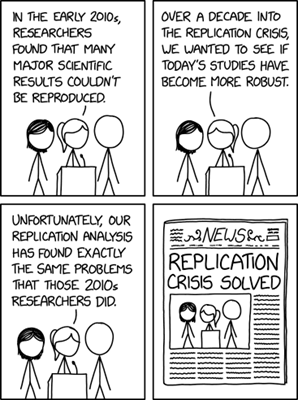 IN THE EARLY 2010s,
RESEARCHERS
FOUND THAT MANY
MAJOR SCIENTIFIC
RESULTS COULDN'T
BE REPRODUCED.
OVER A DECADE INTO
THE REPLICATION CRISIS,
WE WANTED TO SEE IF
TODAY'S STUDIES HAVE
BECOME MORE ROBUST.
UNFORTUNATELY, OUR
REPLICATION ANALYSIS
HAS FOUND EXACTLY
THE SAME PROBLEMS
THAT THOSE 2010s
RESEARCHERS DID.
NEWS
REPLICATION
CRISIS SOLVED